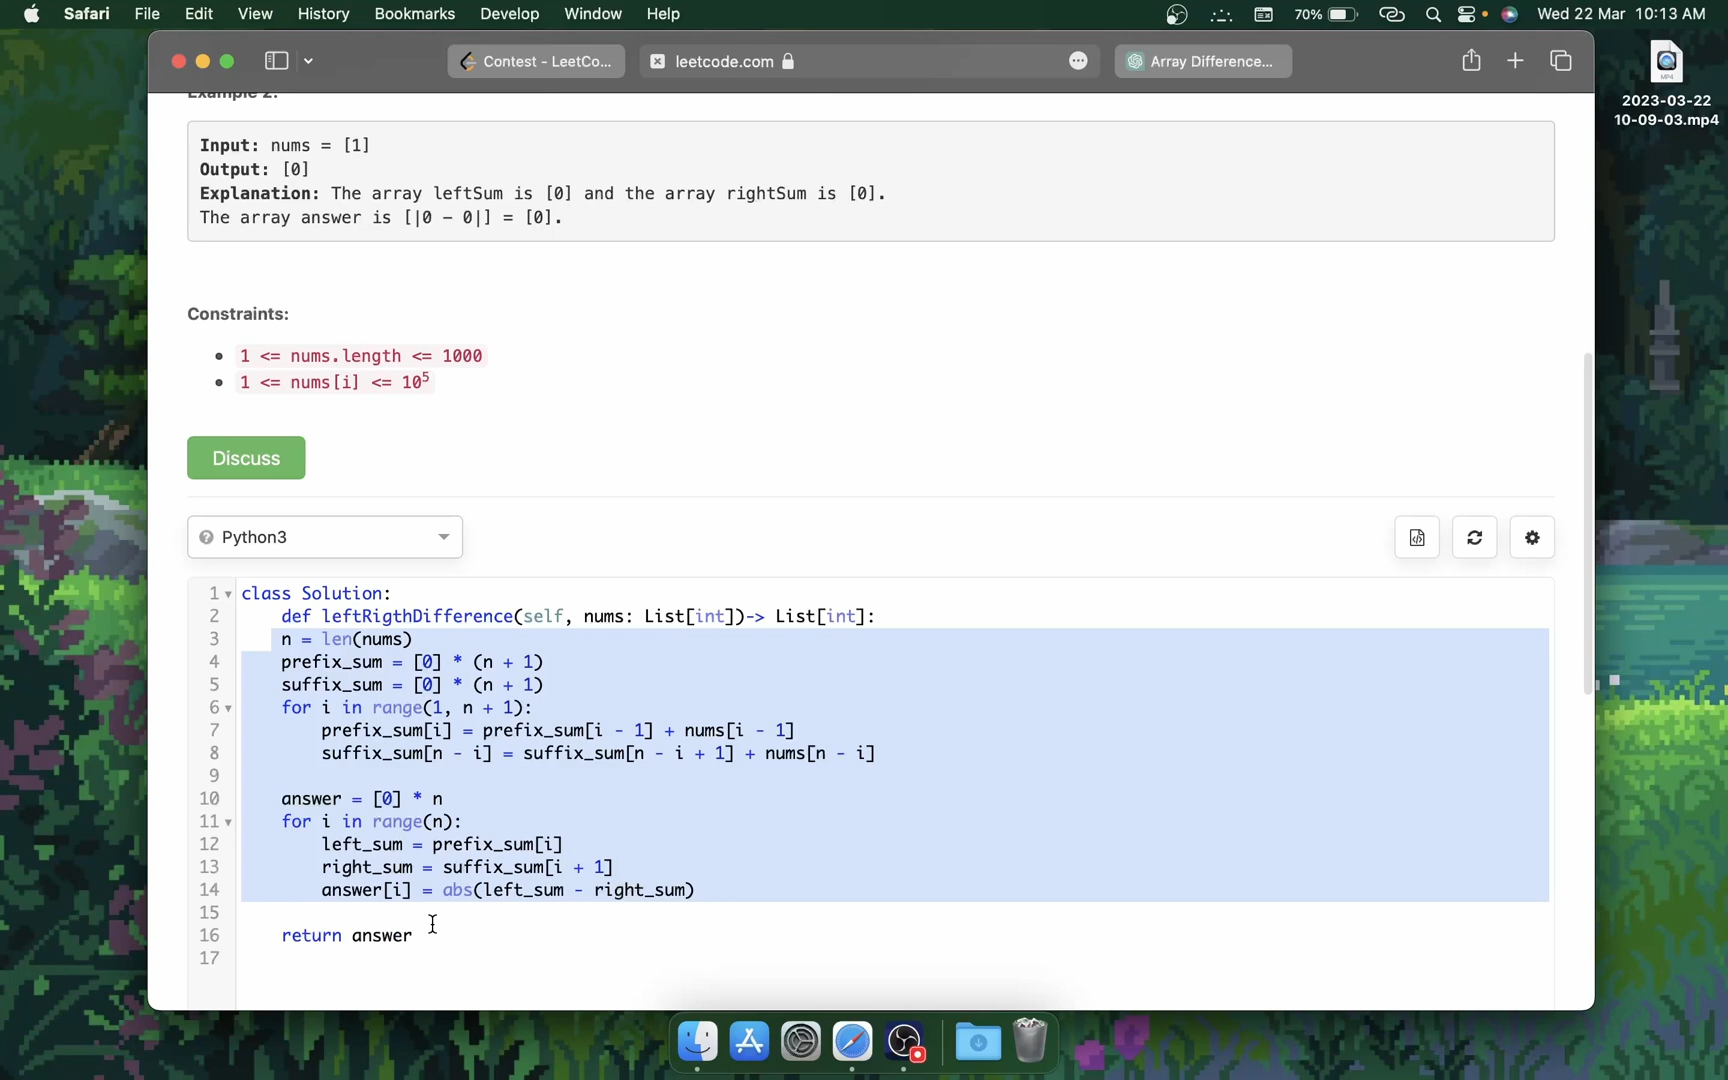 Safari File Edit View History Bookmarks Develop Window Help 70% Wed 22 Mar 10:13 AM
Contest - LeetCo... leetcode.com Array Difference...
MP4
2023-03-22
10-09-03.mp4
Example 2:
Input: nums = [1]
Output: [0]
Explanation: The array leftSum is [0] and the array rightSum is [0].
The array answer is [|0 - 0|] = [0].
Constraints:
1 <= nums.length <= 1000
1 <= nums[i] <= 10⁵
Discuss
Python3
1 class Solution:
2 def leftRigthDifference(self, nums: List[int])-> List[int]:
3 n = len(nums)
4 prefix_sum = [0] * (n + 1)
5 suffix_sum = [0] * (n + 1)
6 for i in range(1, n + 1):
7 prefix_sum[i] = prefix_sum[i - 1] + nums[i - 1]
8 suffix_sum[n - i] = suffix_sum[n - i + 1] + nums[n - i]
9
10 answer = [0] * n
11 for i in range(n):
12 left_sum = prefix_sum[i]
13 right_sum = suffix_sum[i + 1]
14 answer[i] = abs(left_sum - right_sum)
15
16 return answer
17